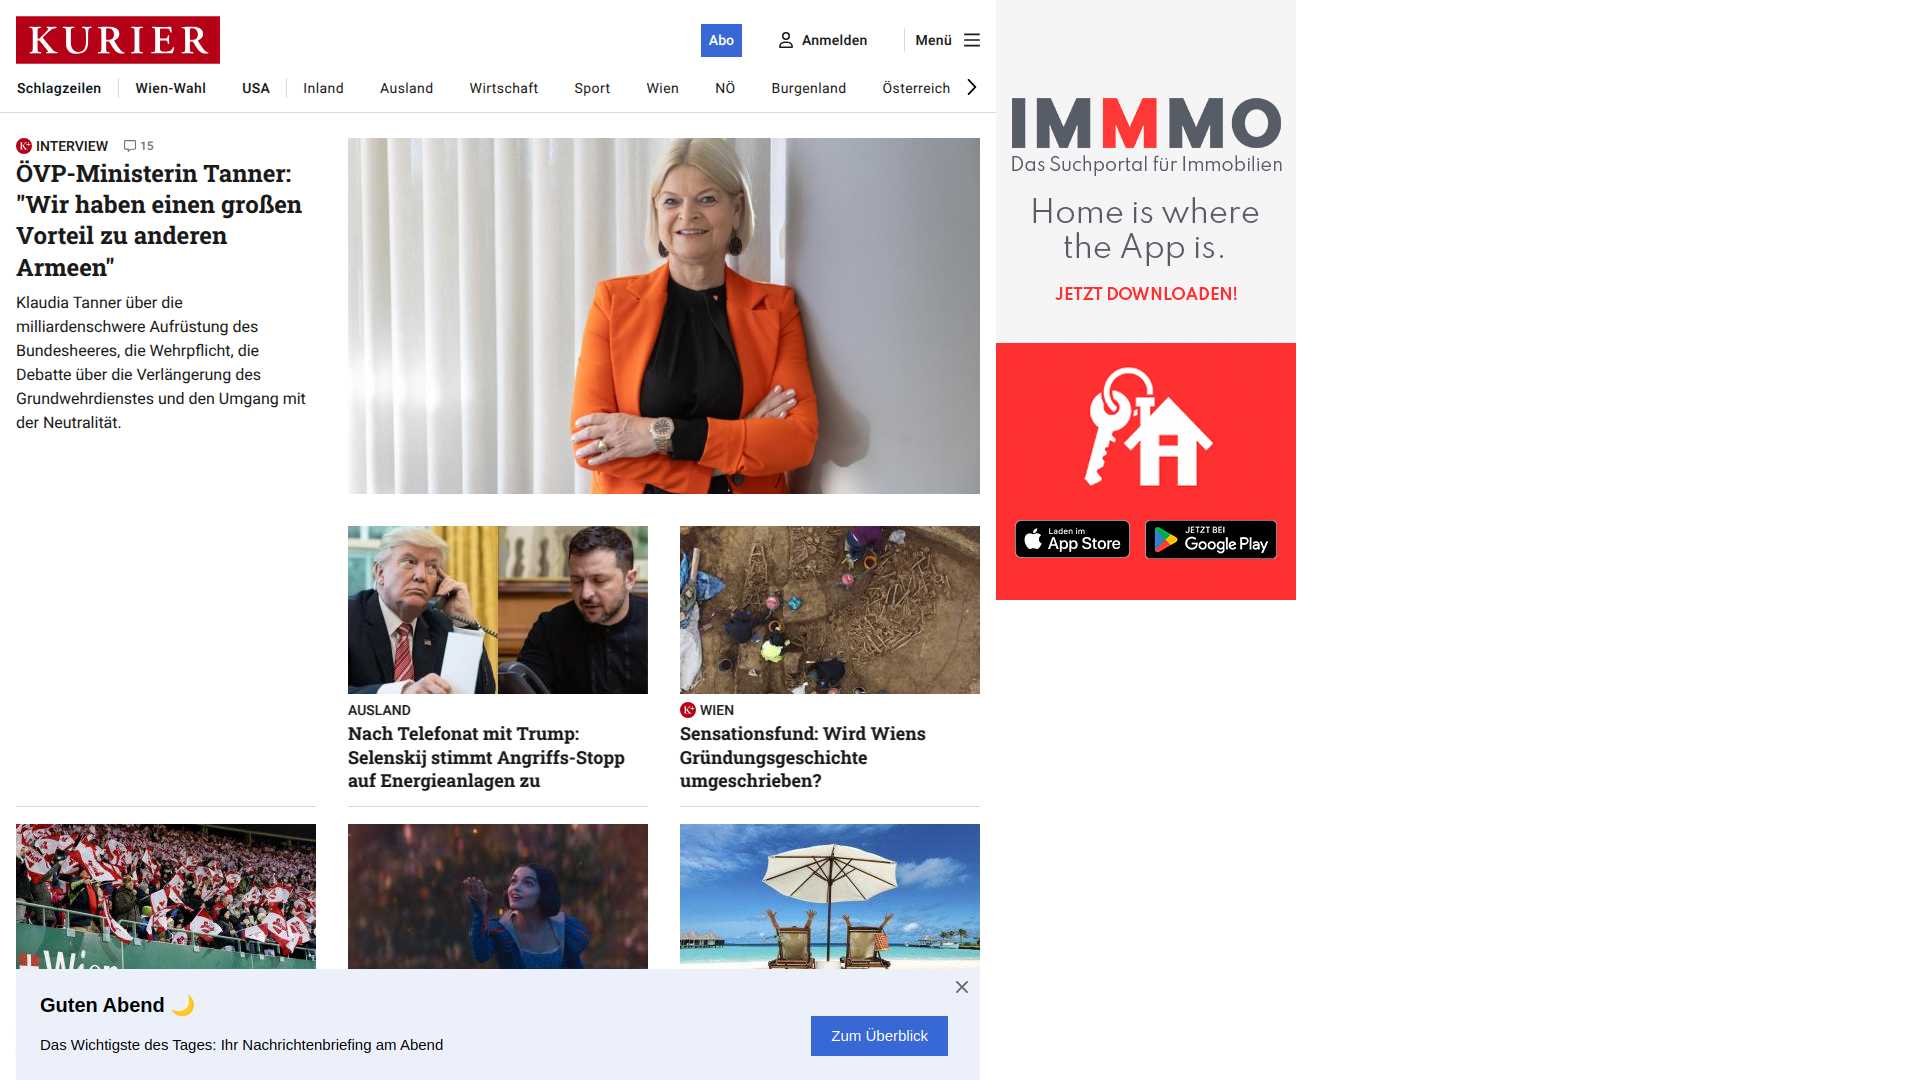 KURIER
Abo
Anmelden
Menü
Schlagzeilen
Wien-Wahl
USA
Inland
Ausland
Wirtschaft
Sport
Wien
NÖ
Burgenland
Österreich
INTERVIEW
15
ÖVP-Ministerin Tanner:
"Wir haben einen großen
Vorteil zu anderen
Armeen"
Klaudia Tanner über die
milliardenschwere Aufrüstung des
Bundesheeres, die Wehrpflicht, die
Debatte über die Verlängerung des
Grundwehrdienstes und den Umgang mit
der Neutralität.
AUSLAND
Nach Telefonat mit Trump:
Selenskij stimmt Angriffs-Stopp
auf Energieanlagen zu
K+ WIEN
Sensationsfund: Wird Wiens
Gründungsgeschichte
umgeschrieben?
Wien
Guten Abend 🌙
Das Wichtigste des Tages: Ihr Nachrichtenbriefing am Abend
Zum Überblick
IMMMO
Das Suchportal für Immobilien
Home is where
the App is.
JETZT DOWNLOADEN!
Laden im
App Store
JETZT BEI
Google Play